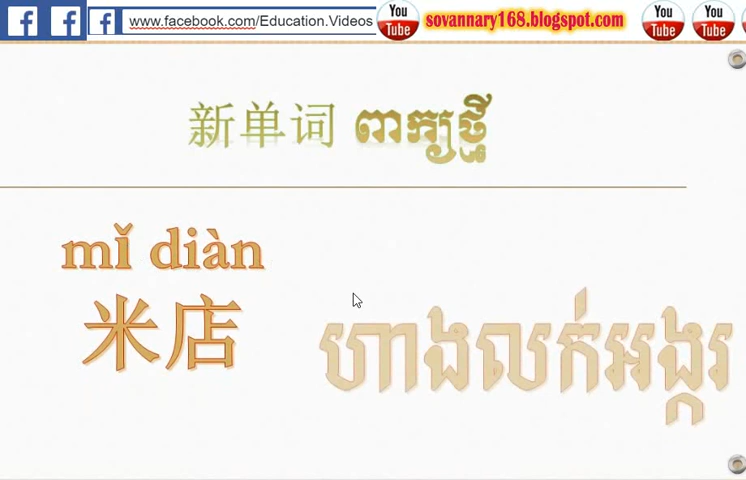 www.facebook.com/Education.Videos You Tube sovannary168.blogspot.com You Tube You Tube
新单词 ពាក្យថ្មី
mǐ diàn
米店 ហាងលក់អង្ករ